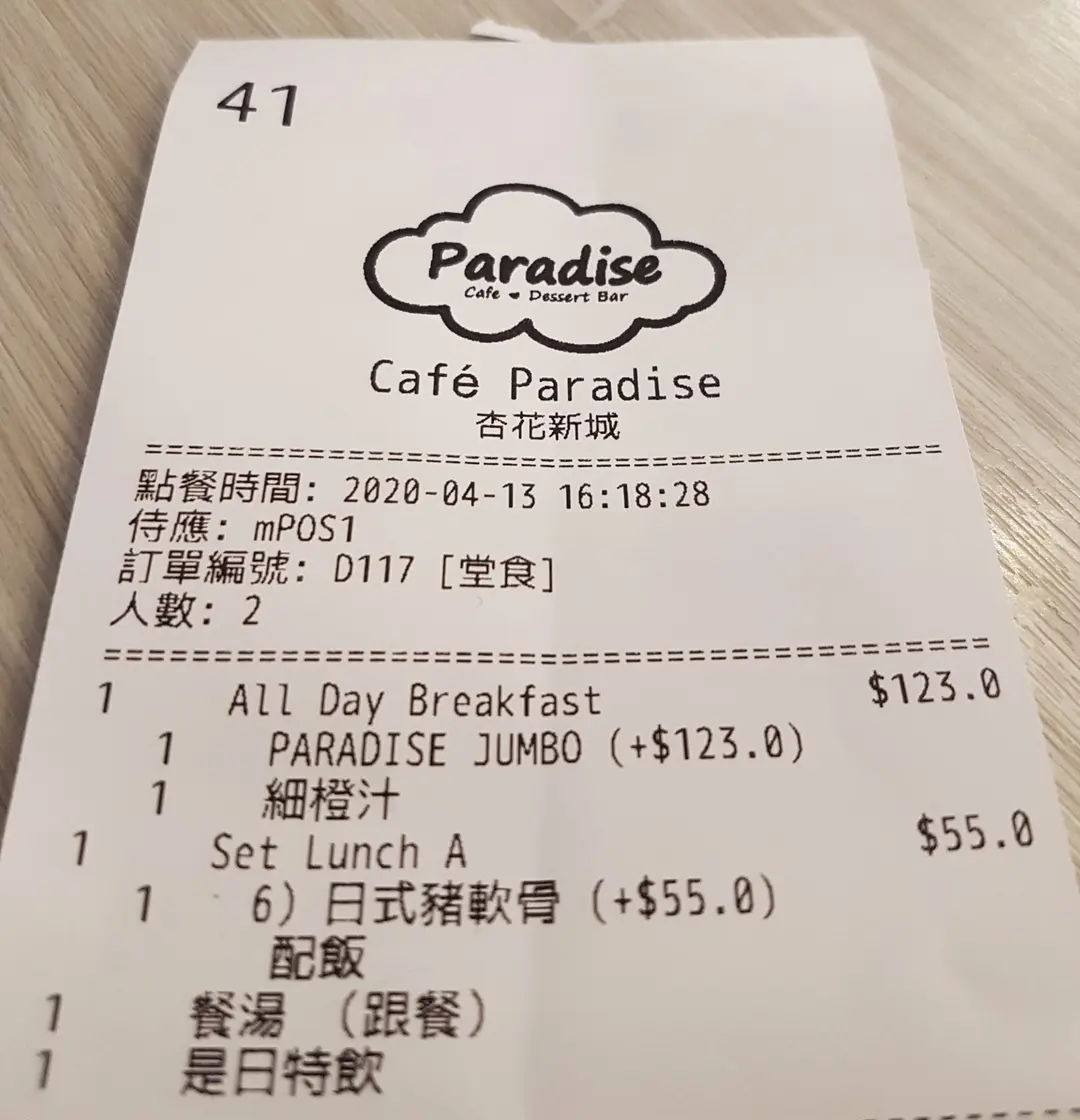 41
Paradise
Cafe ♥ Dessert Bar
Café Paradise
杏花新城
========================================
點餐時間: 2020-04-13 16:18:28
侍應: mPOS1
訂單編號: D117 [堂食]
人數: 2
========================================
1 All Day Breakfast $123.0
1 PARADISE JUMBO (+$123.0)
1 細橙汁
1 Set Lunch A $55.0
1 6) 日式豬軟骨 (+$55.0)
配飯
1 餐湯 (跟餐)
1 是日特飲